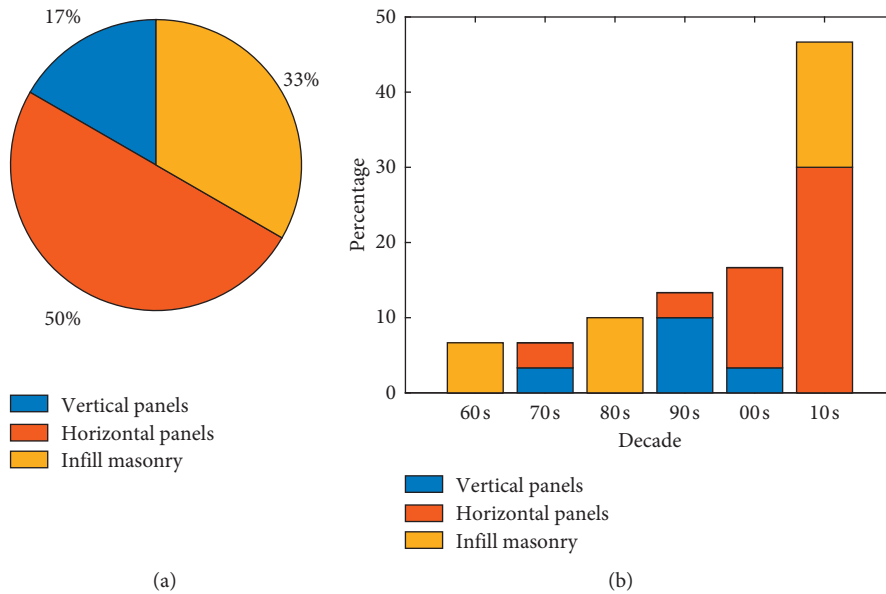 17%
33%
50%
Vertical panels
Horizontal panels
Infill masonry
(a)
50
40
30
20
10
0
Percentage
60 s
70 s
80 s
90 s
00 s
10 s
Decade
Vertical panels
Horizontal panels
Infill masonry
(b)